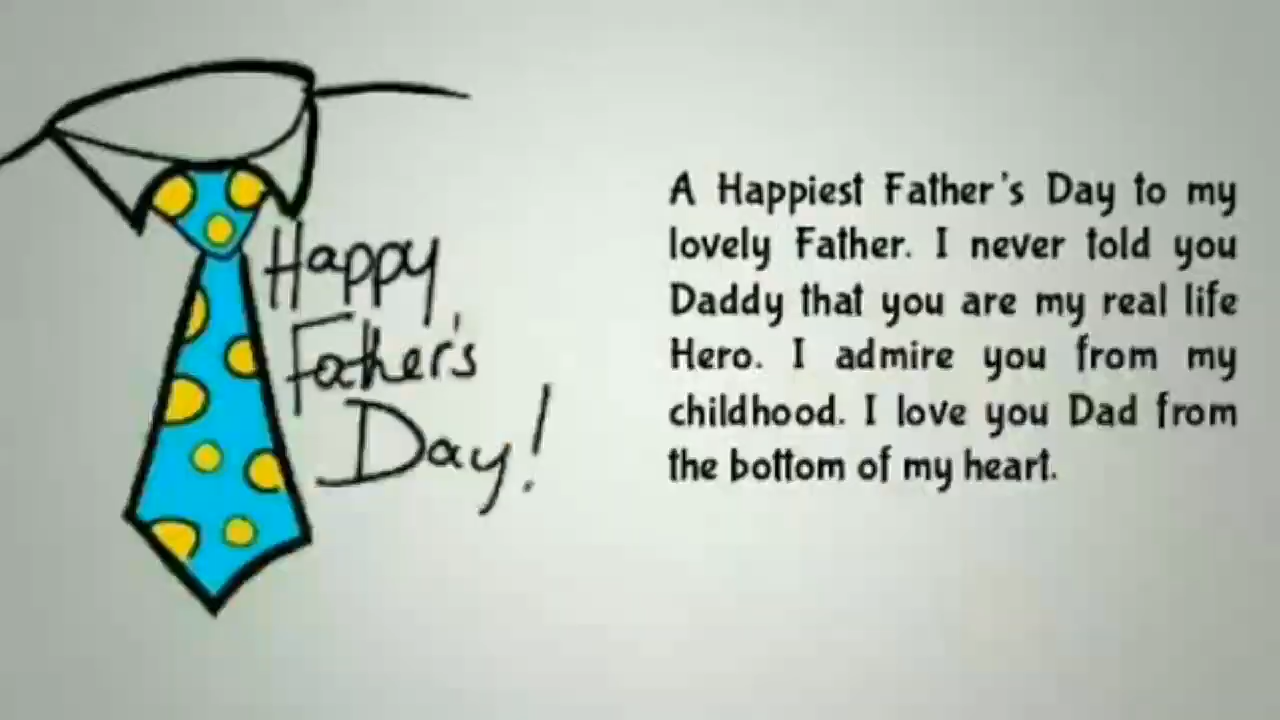 Happy
Father's
Day!
A Happiest Father's Day to my
lovely Father. I never told you
Daddy that you are my real life
Hero. I admire you from my
childhood. I love you Dad from
the bottom of my heart.